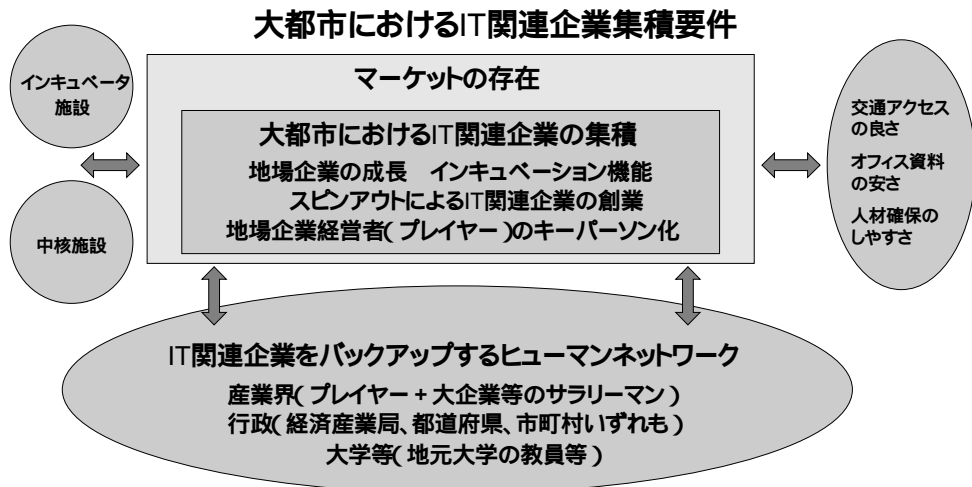 大都市におけるIT関連企業集積要件
インキュベータ
施設
中核施設
マーケットの存在
大都市におけるIT関連企業の集積
地場企業の成長　インキュベーション機能
スピンアウトによるIT関連企業の創業
地場企業経営者(プレイヤー)のキーパーソン化
交通アクセス
の良さ
オフィス資料
の安さ
人材確保の
しやすさ
IT関連企業をバックアップするヒューマンネットワーク
産業界(プレイヤー+大企業等のサラリーマン)
行政(経済産業局、都道府県、市町村いずれも)
大学等(地元大学の教員等)